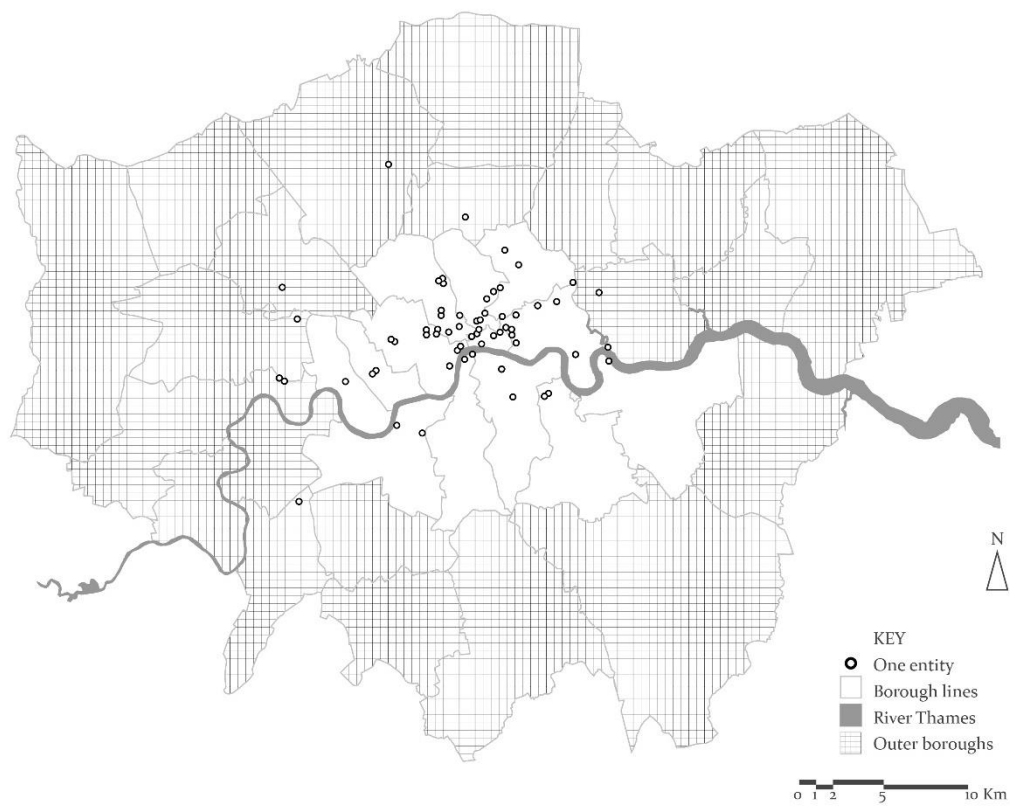 N
KEY
One entity
Borough lines
River Thames
Outer boroughs
0 1 2 5 10 Km